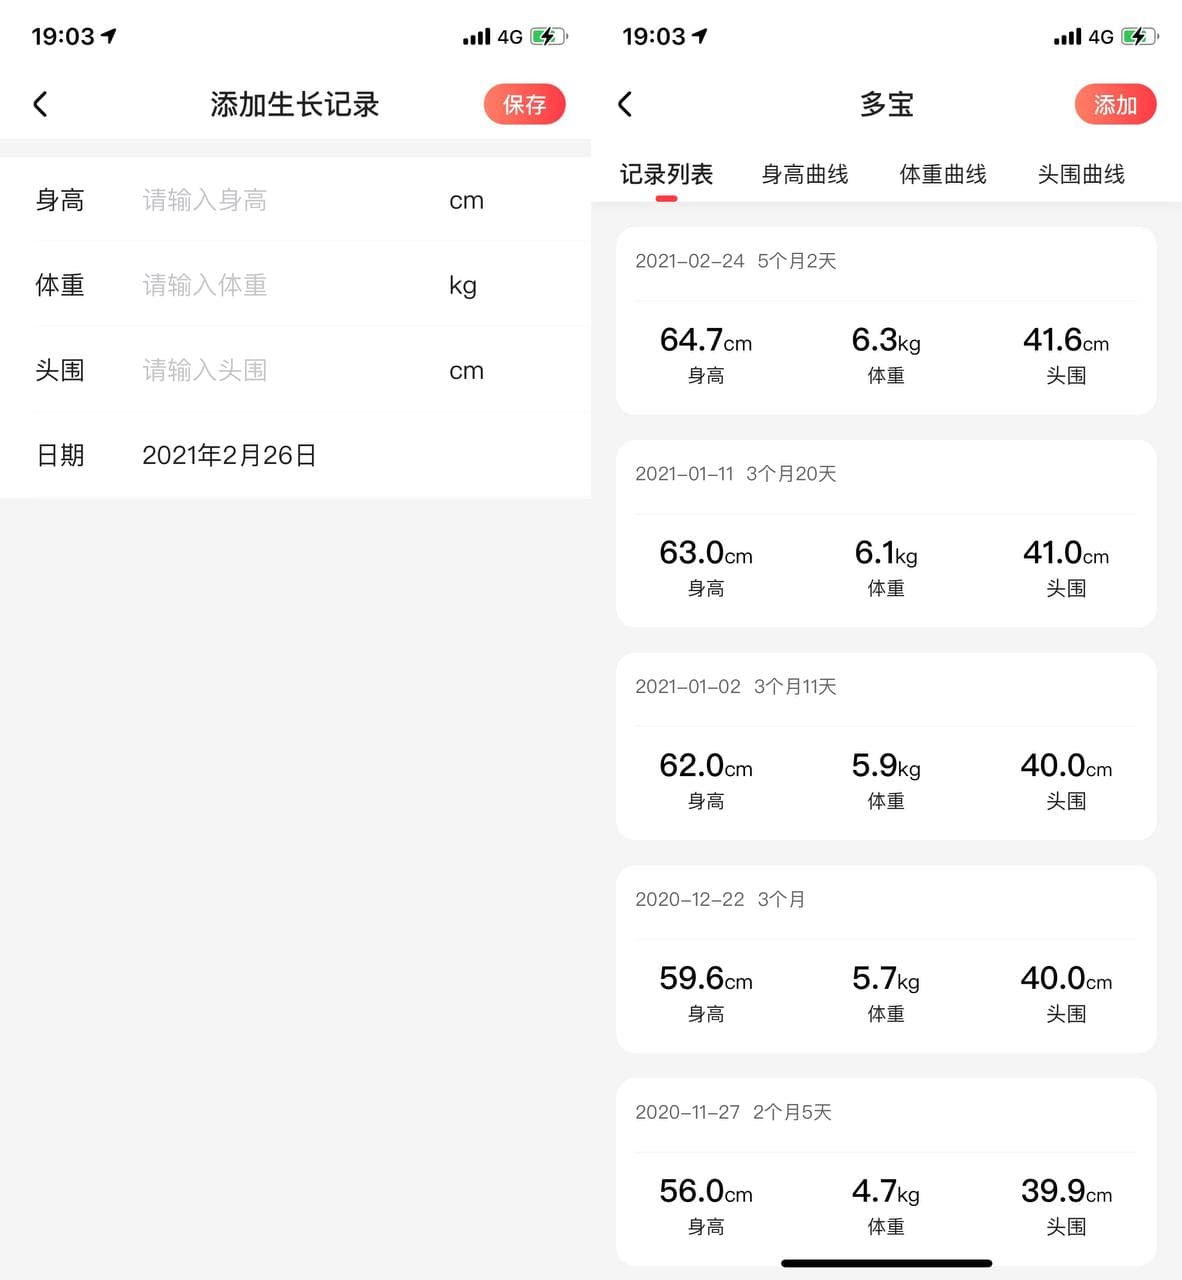 19:03 4G
添加生长记录 保存
身高 请输入身高 cm
体重 请输入体重 kg
头围 请输入头围 cm
日期 2021年2月26日
19:03 4G
多宝 添加
记录列表 身高曲线 体重曲线 头围曲线
2021-02-24 5个月2天
64.7cm 6.3kg 41.6cm
身高 体重 头围
2021-01-11 3个月20天
63.0cm 6.1kg 41.0cm
身高 体重 头围
2021-01-02 3个月11天
62.0cm 5.9kg 40.0cm
身高 体重 头围
2020-12-22 3个月
59.6cm 5.7kg 40.0cm
身高 体重 头围
2020-11-27 2个月5天
56.0cm 4.7kg 39.9cm
身高 体重 头围